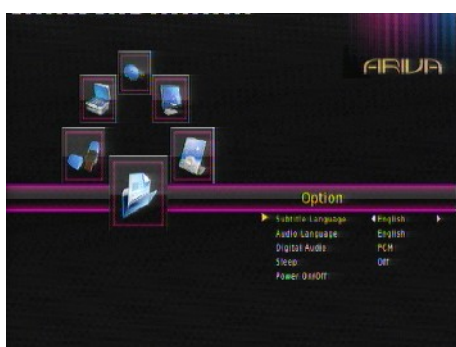 ARIVA
Option
Subtitle Language English
Audio Language English
Digital Audio PCM
Sleep Off
Power On/Off